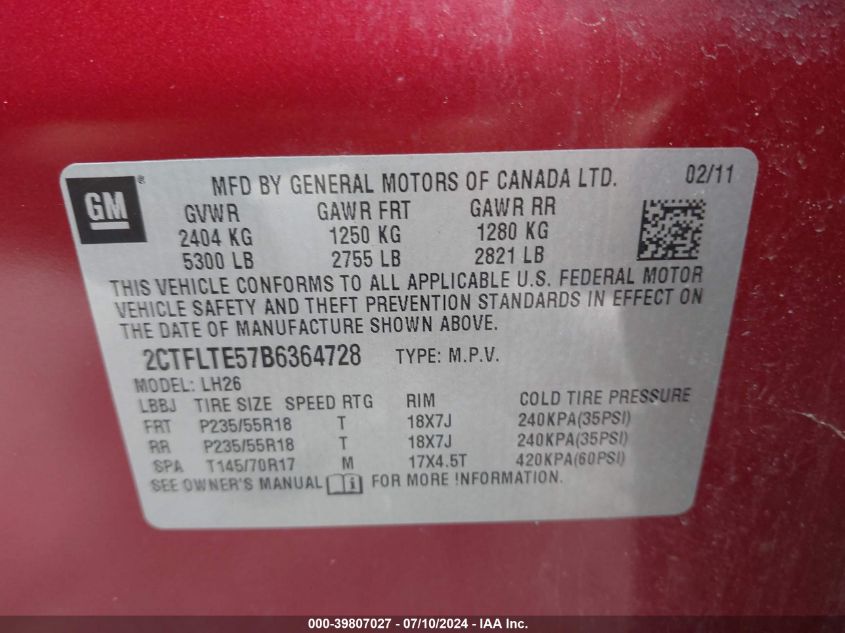 GM® MFD BY GENERAL MOTORS OF CANADA LTD. 02/11
GVWR GAWR FRT GAWR RR
2404 KG 1250 KG 1280 KG
5300 LB 2755 LB 2821 LB
THIS VEHICLE CONFORMS TO ALL APPLICABLE U.S. FEDERAL MOTOR
VEHICLE SAFETY AND THEFT PREVENTION STANDARDS IN EFFECT ON
THE DATE OF MANUFACTURE SHOWN ABOVE.
2CTFLTE57B6364728 TYPE: M.P.V.
MODEL: LH26
LBBJ TIRE SIZE SPEED RTG RIM COLD TIRE PRESSURE
FRT P235/55R18 T 18X7J 240KPA(35PSI)
RR P235/55R18 T 18X7J 240KPA(35PSI)
SPA T145/70R17 M 17X4.5T 420KPA(60PSI)
SEE OWNER'S MANUAL FOR MORE INFORMATION.
000-39807027 / 07/10/2024 - IAA Inc.